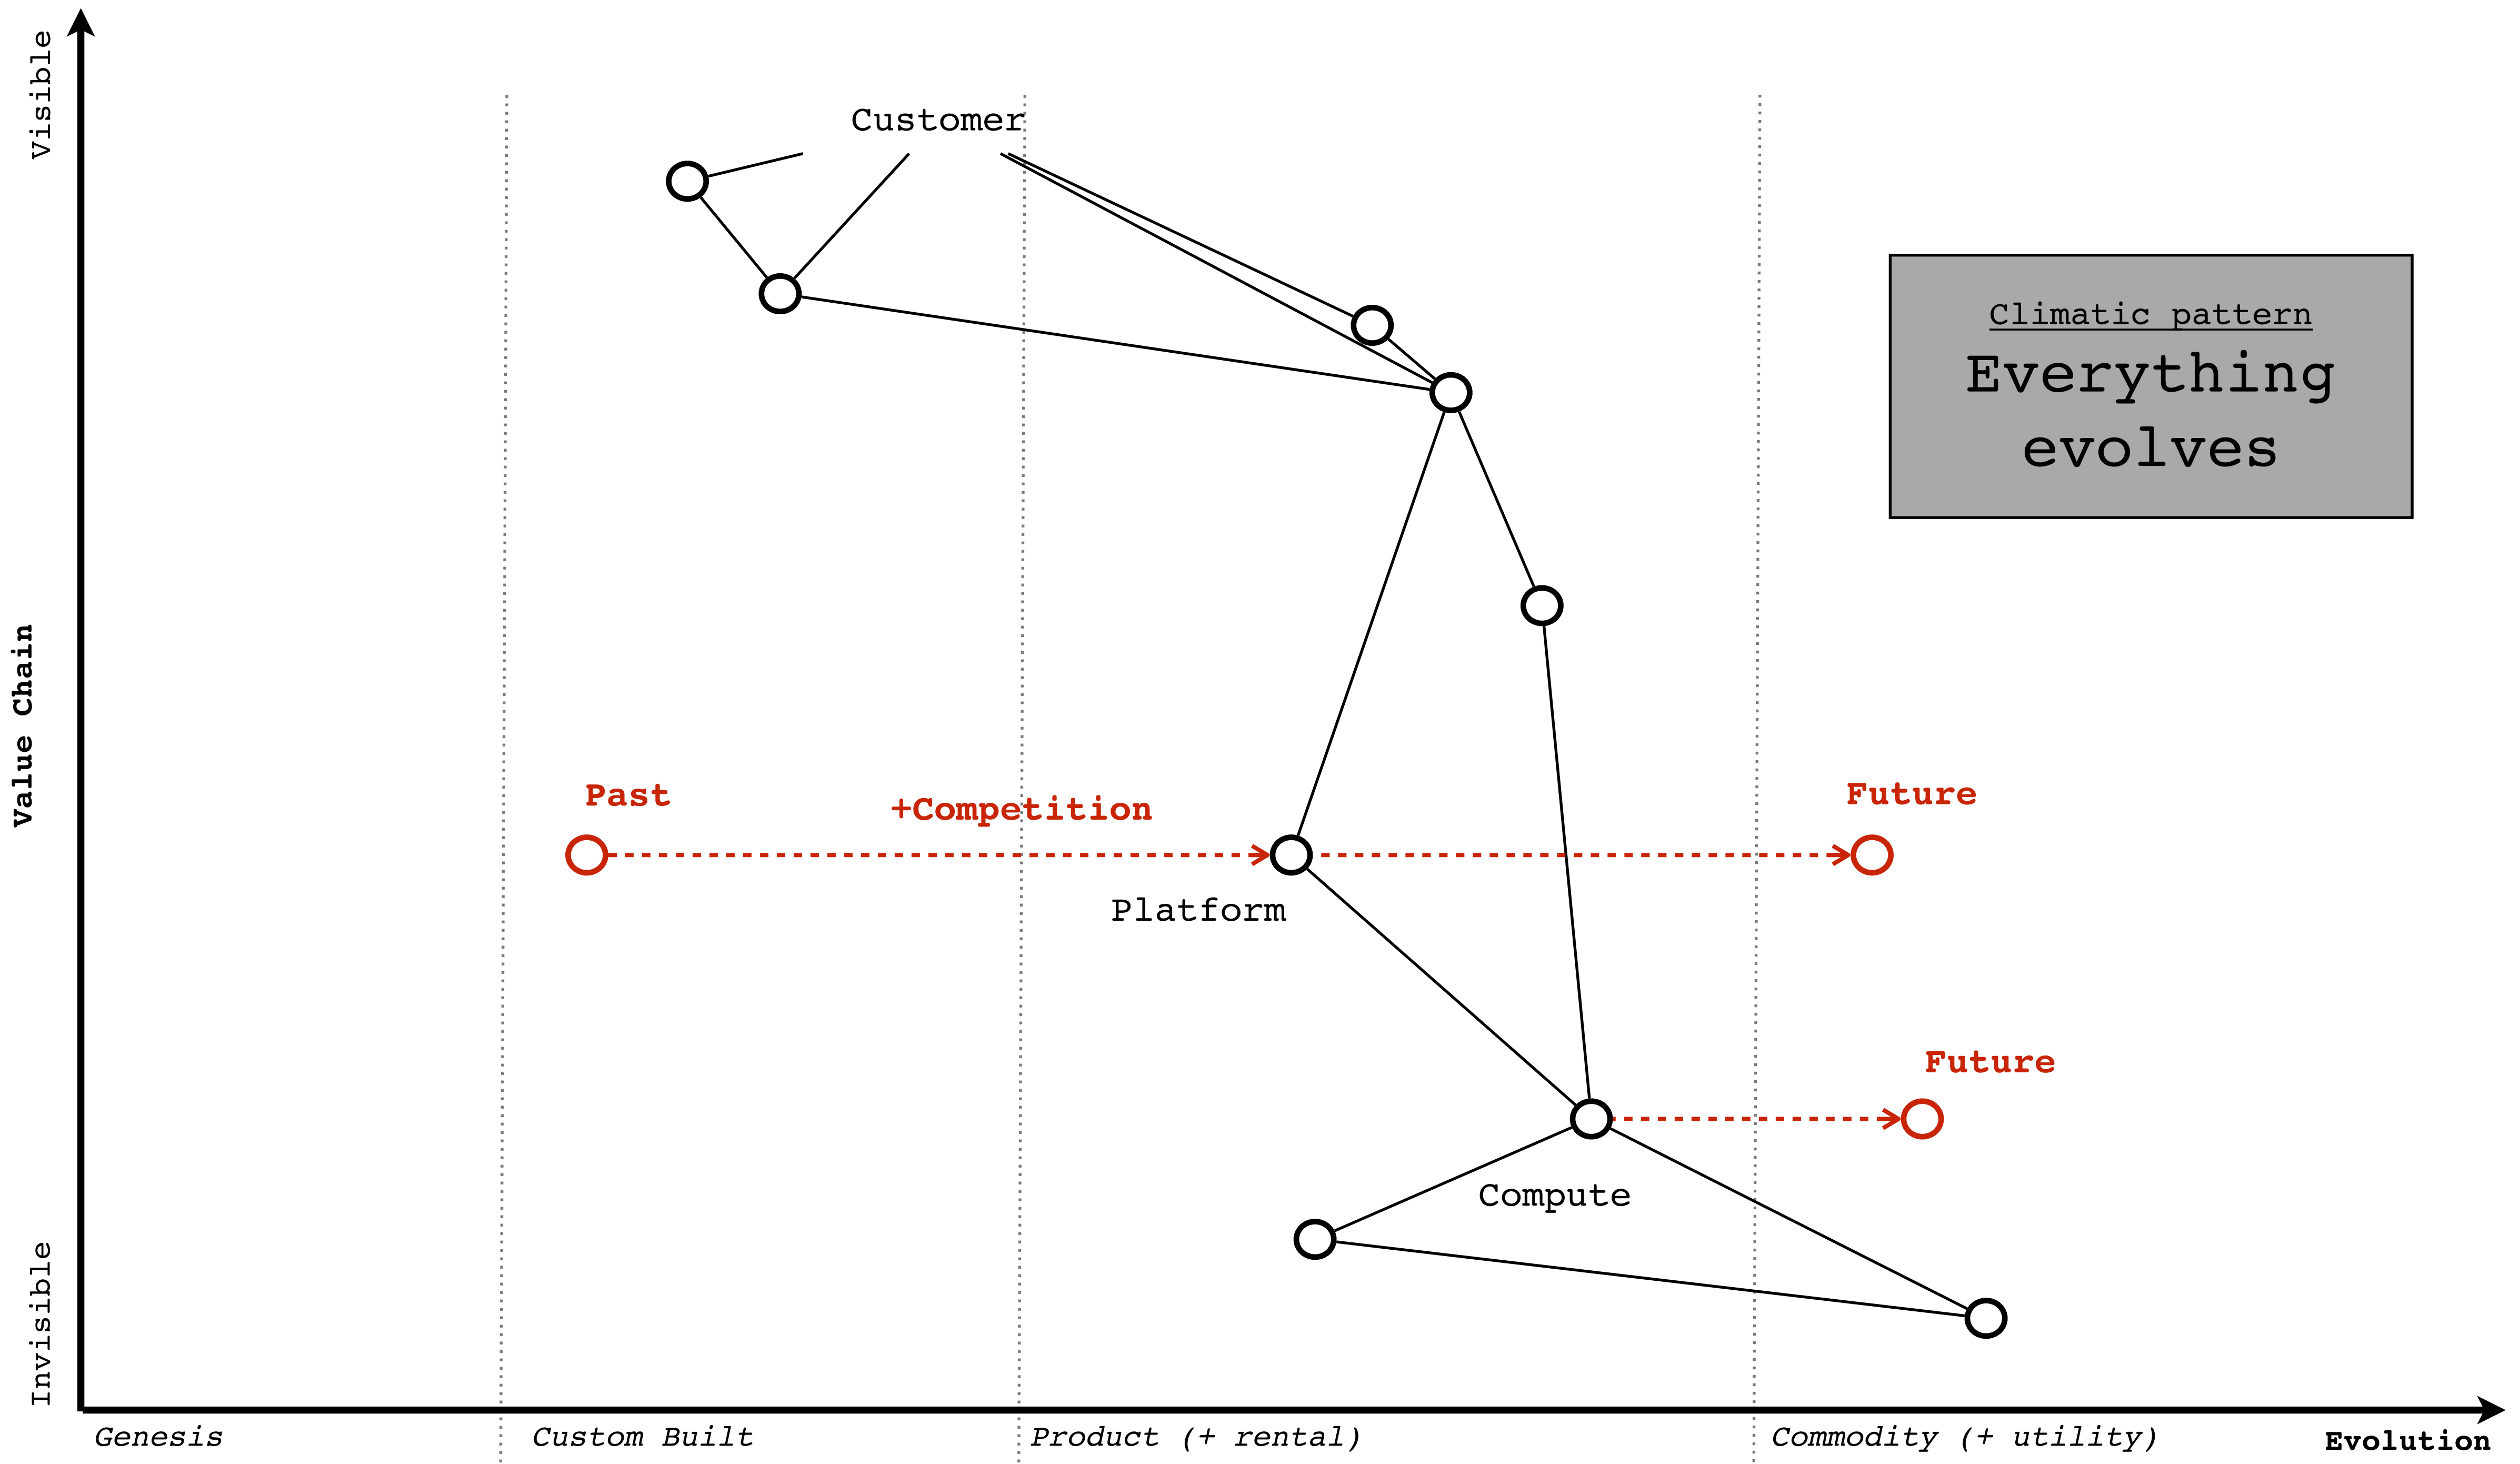 Visible
Customer
Climatic pattern
Everything
evolves
Value Chain
Past
+Competition
Future
Platform
Future
Compute
Invisible
Genesis
Custom Built
Product (+ rental)
Commodity (+ utility)
Evolution